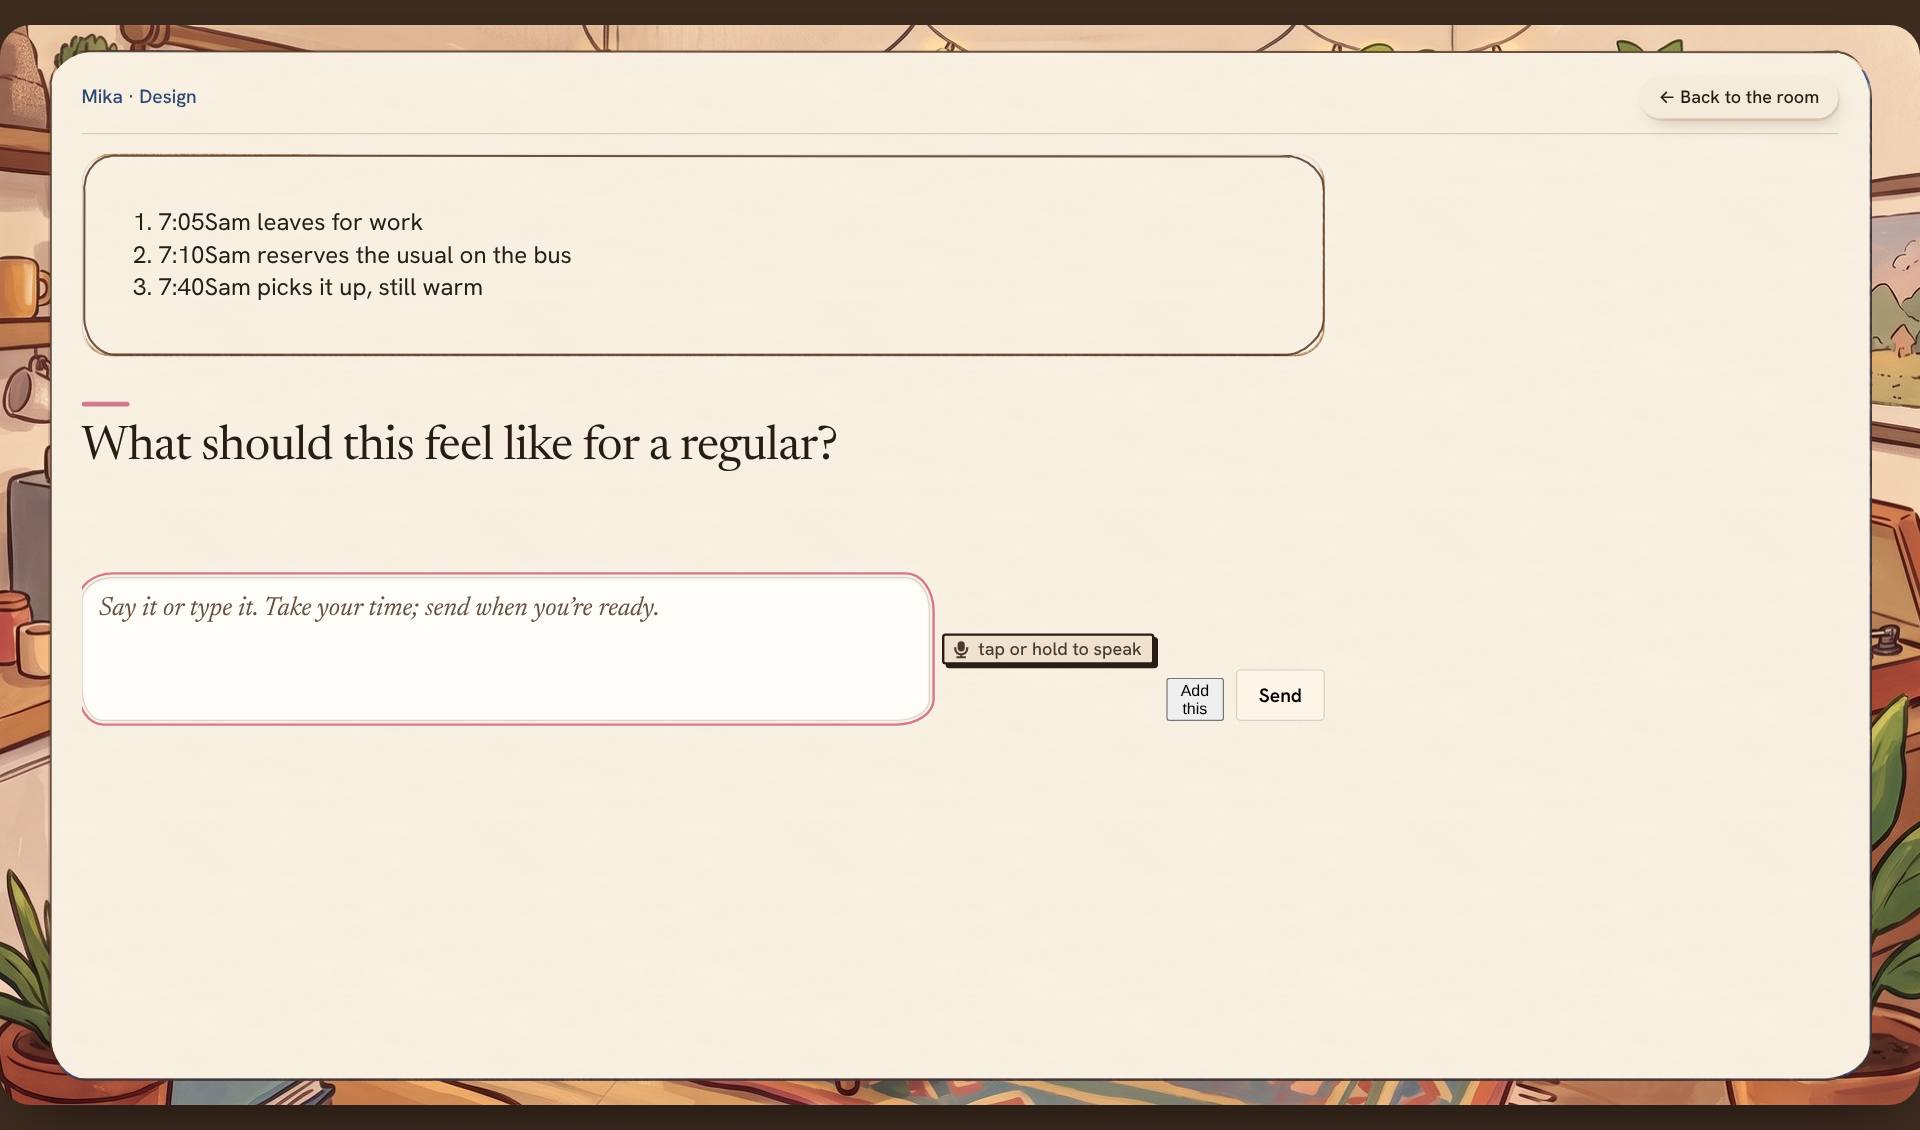 Mika · Design
← Back to the room
1. 7:05Sam leaves for work
2. 7:10Sam reserves the usual on the bus
3. 7:40Sam picks it up, still warm
What should this feel like for a regular?
Say it or type it. Take your time; send when you’re ready.
tap or hold to speak
Add
this
Send